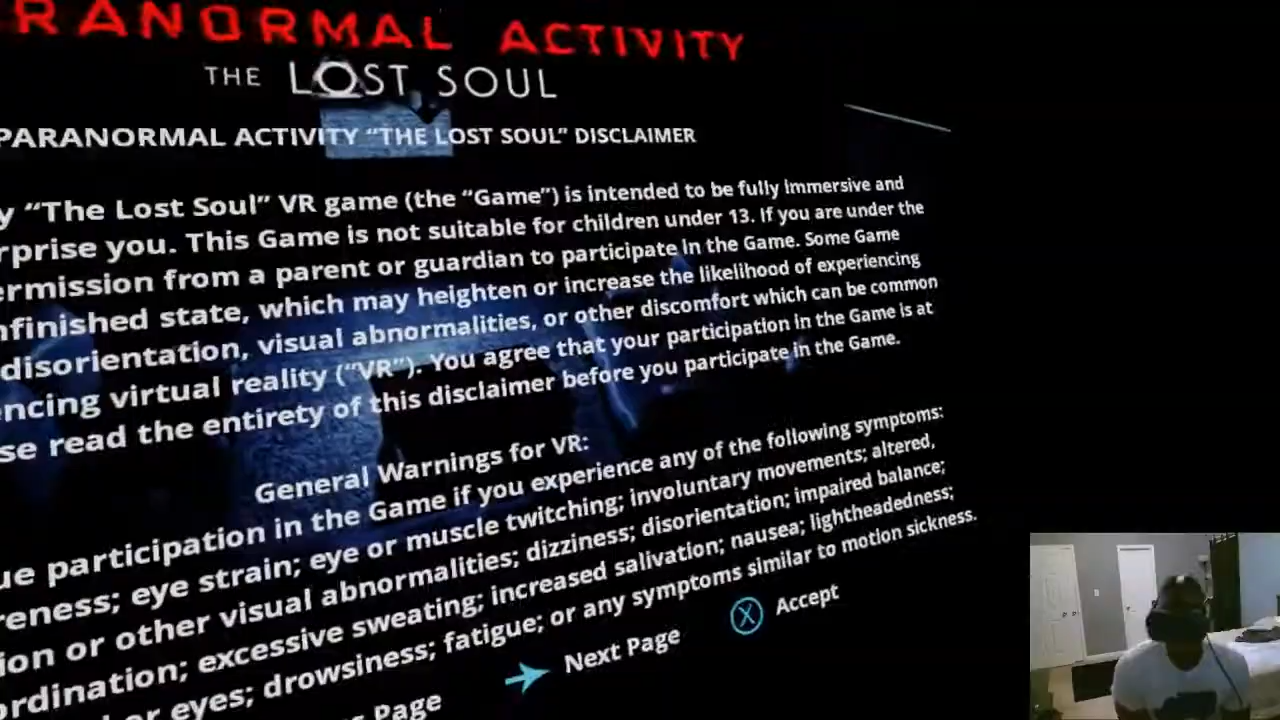 RANORMAL ACTIVITY
THE LOST SOUL
PARANORMAL ACTIVITY “THE LOST SOUL” DISCLAIMER
y “The Lost Soul” VR game (the “Game”) is intended to be fully immersive and
rprise you. This Game is not suitable for children under 13. If you are under the
ermission from a parent or guardian to participate in the Game. Some Game
nfinished state, which may heighten or increase the likelihood of experiencing
disorientation, visual abnormalities, or other discomfort which can be common
encing virtual reality (“VR”). You agree that your participation in the Game is at
se read the entirety of this disclaimer before you participate in the Game.
General Warnings for VR:
ue participation in the Game if you experience any of the following symptoms:
reness; eye strain; eye or muscle twitching; involuntary movements; altered,
ion or other visual abnormalities; dizziness; disorientation; impaired balance;
ordination; excessive sweating; increased salivation; nausea; lightheadedness;
or eyes; drowsiness; fatigue; or any symptoms similar to motion sickness.
X Accept
Next Page
Page